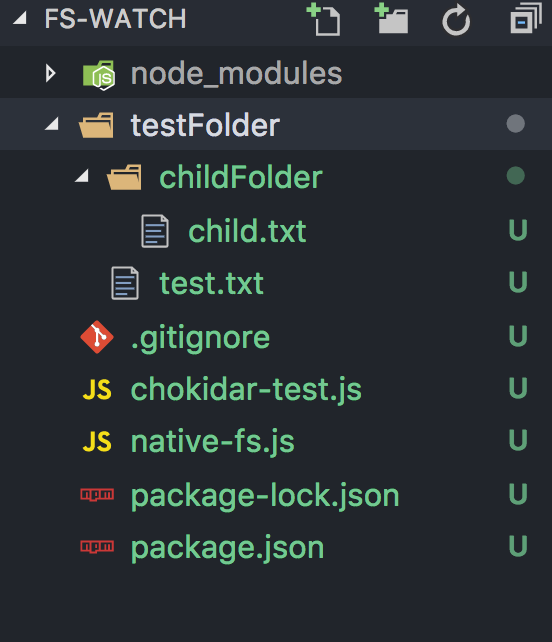 FS-WATCH
node_modules
testFolder
childFolder
child.txt U
test.txt U
.gitignore U
JS chokidar-test.js U
JS native-fs.js U
npm package-lock.json U
npm package.json U